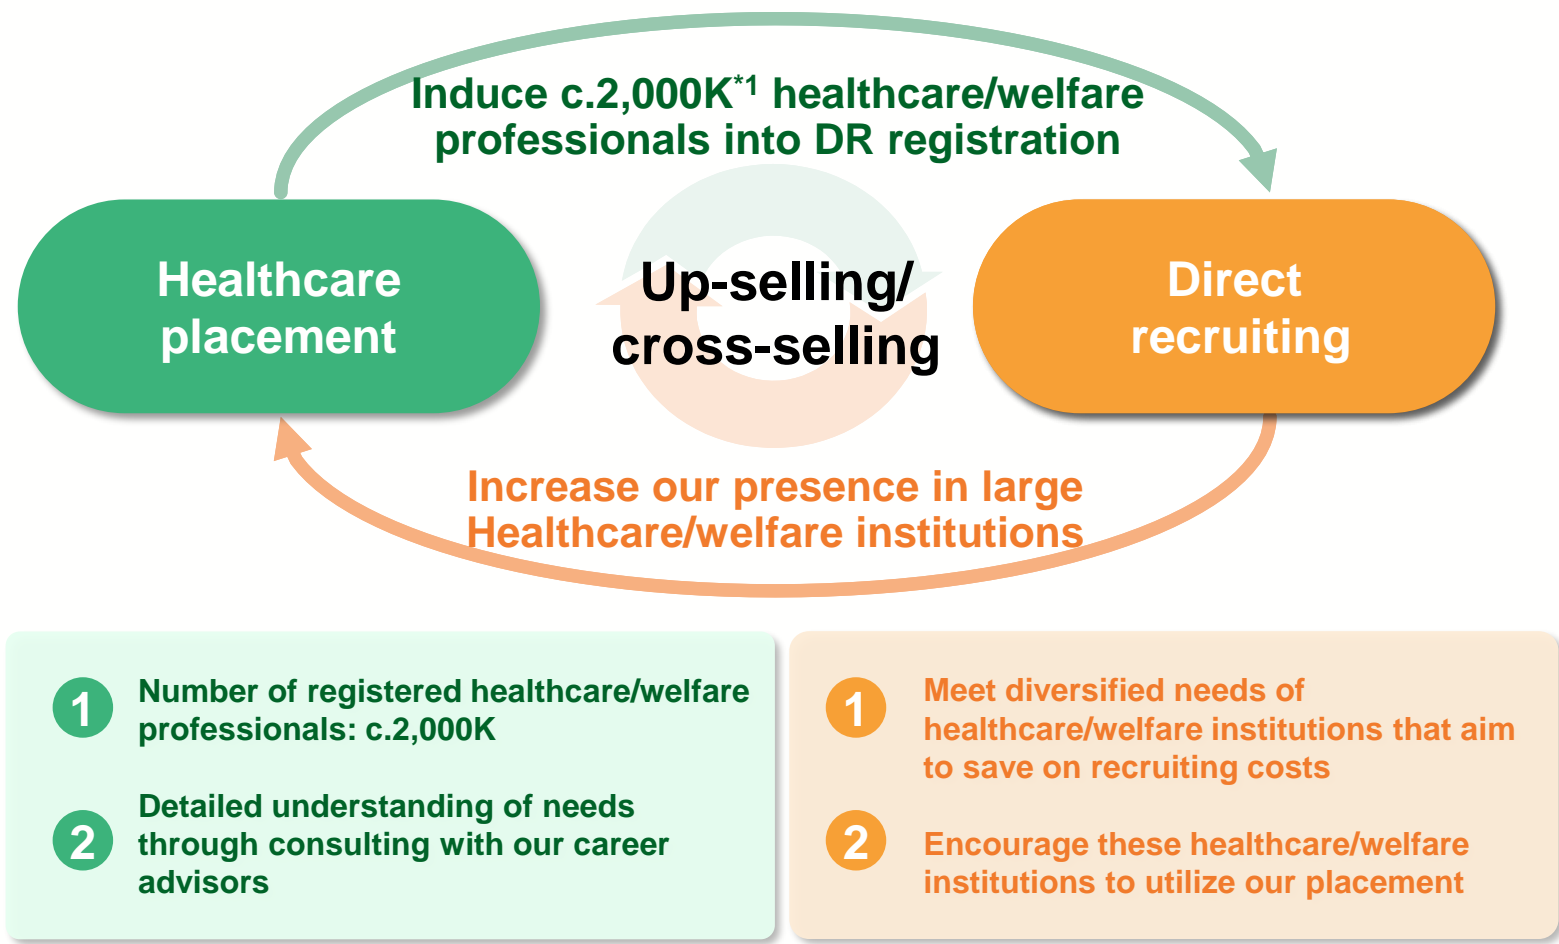 Induce c.2,000K*1 healthcare/welfare
professionals into DR registration
Healthcare
placement
Up-selling/
cross-selling
Direct
recruiting
Increase our presence in large
Healthcare/welfare institutions
1
Number of registered healthcare/welfare
professionals: c.2,000K
2
Detailed understanding of needs
through consulting with our career
advisors
1
Meet diversified needs of
healthcare/welfare institutions that aim
to save on recruiting costs
2
Encourage these healthcare/welfare
institutions to utilize our placement